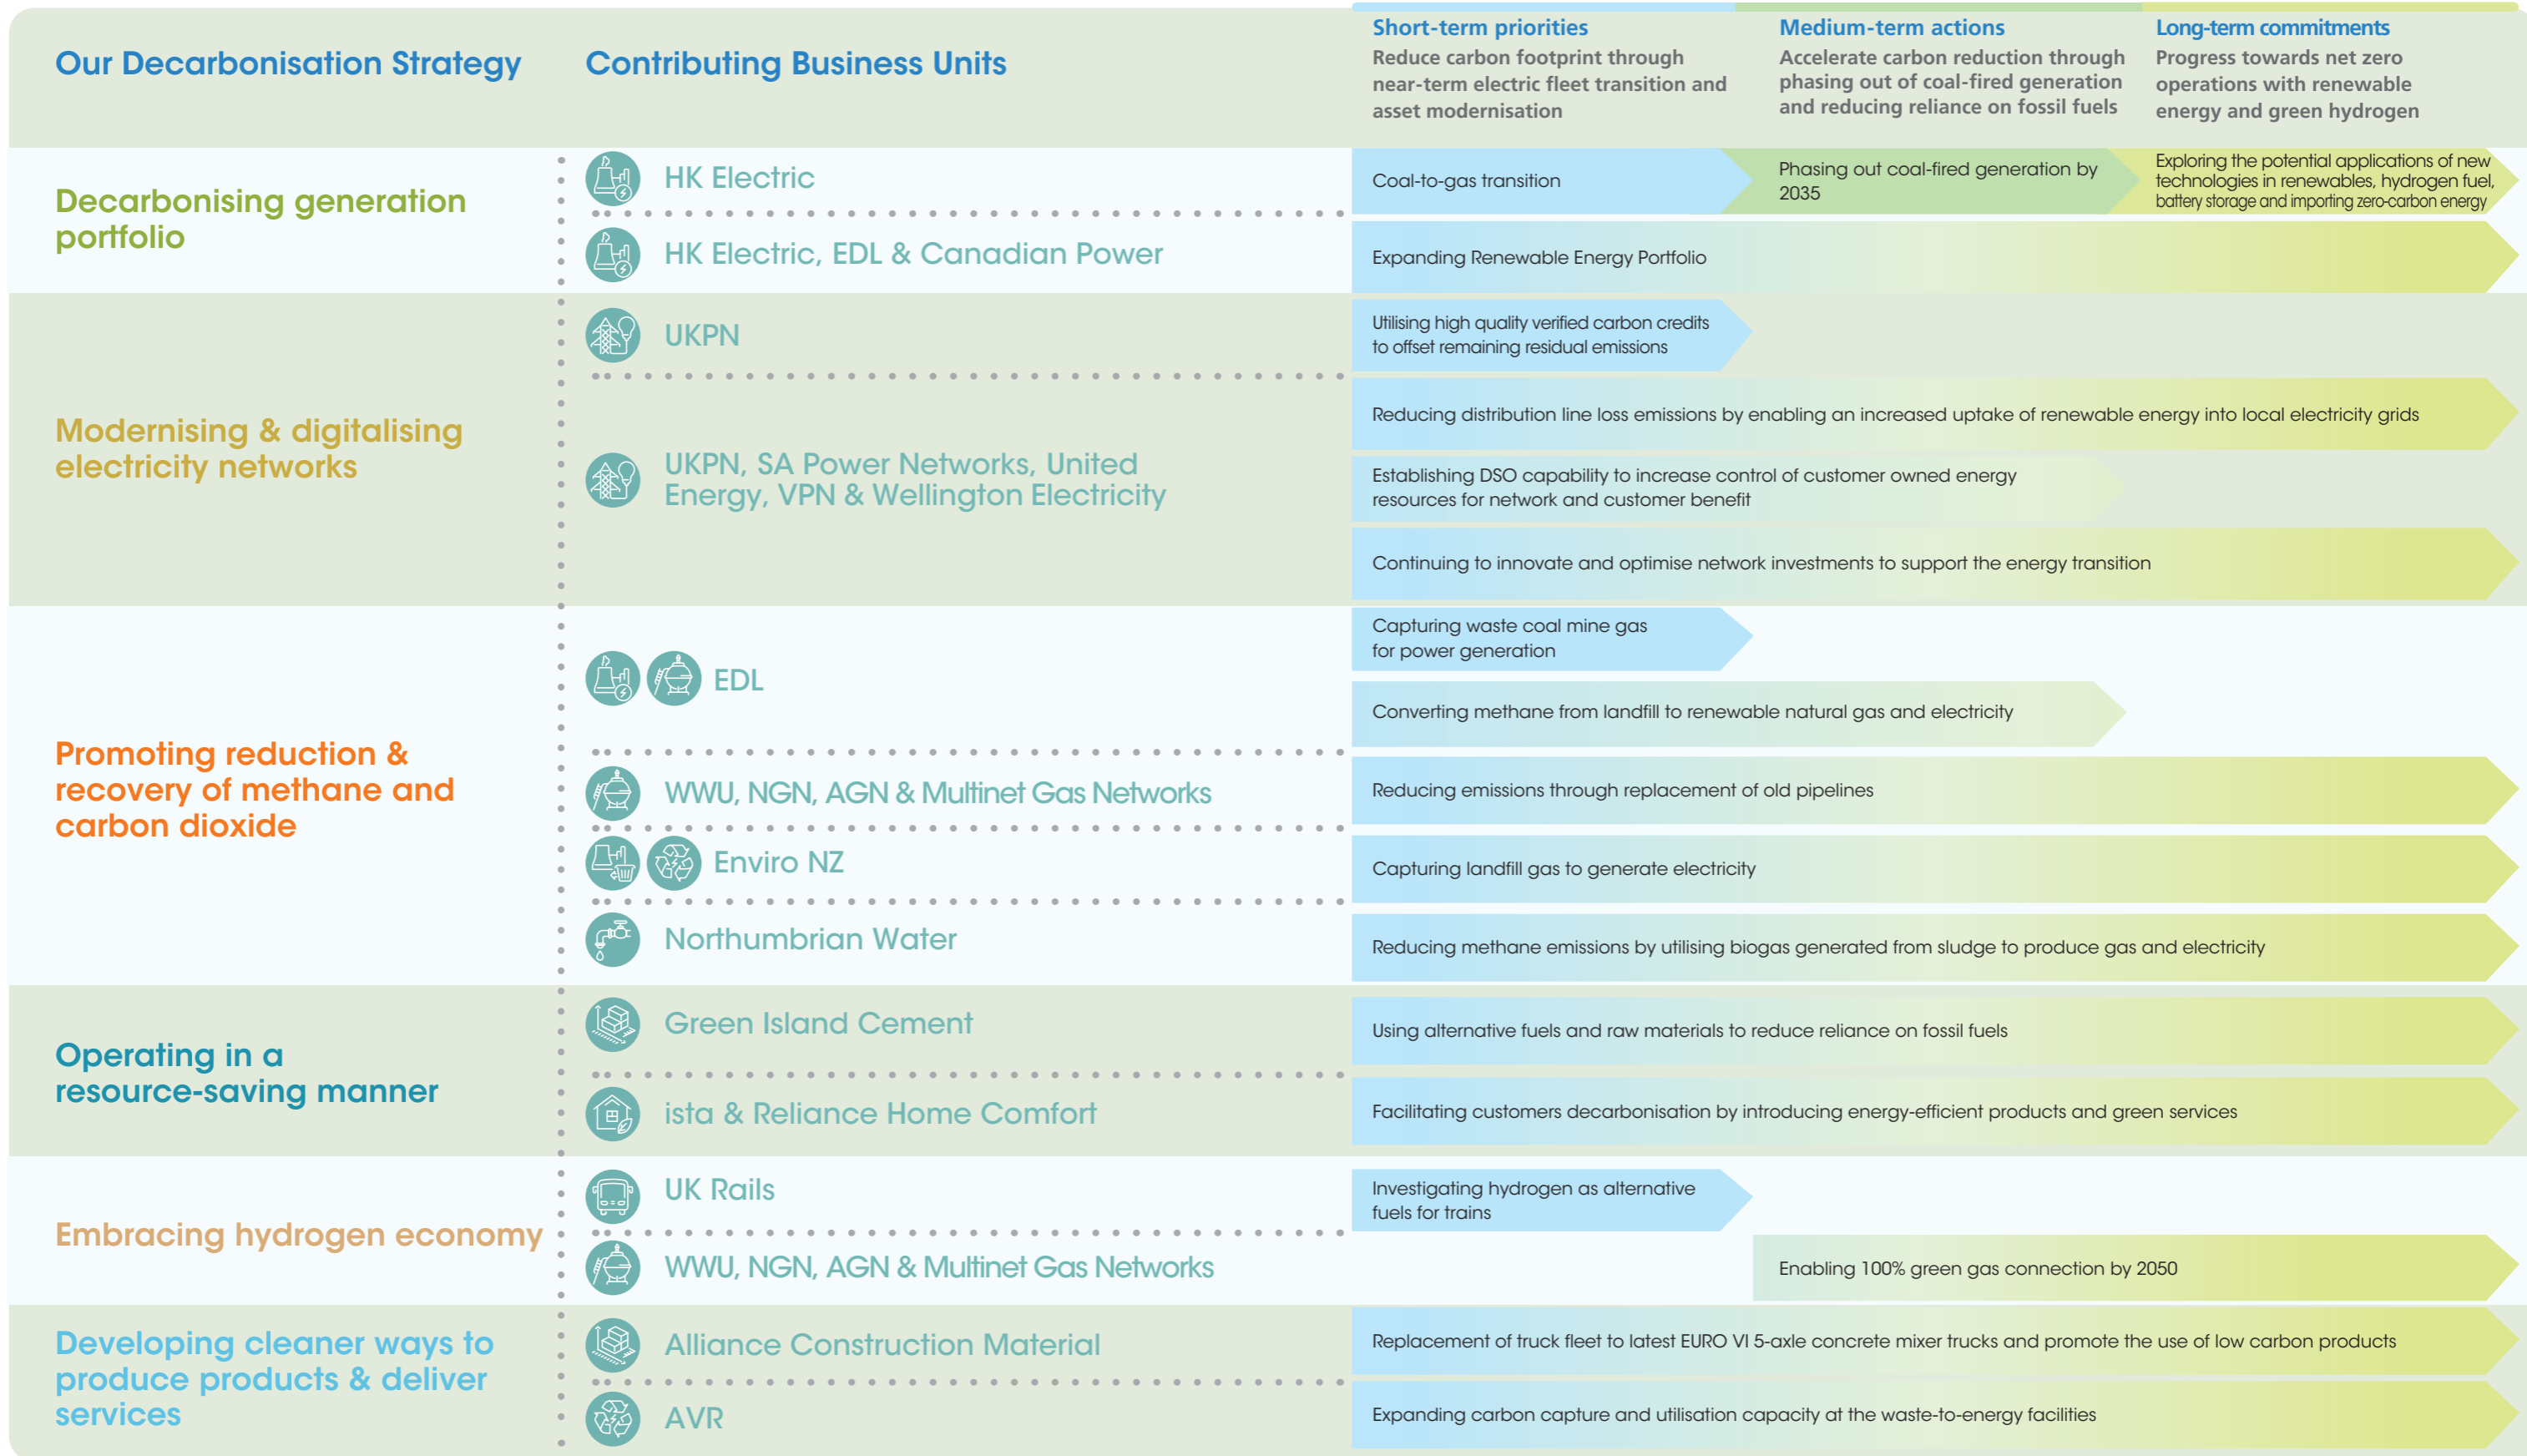 Our Decarbonisation Strategy
Contributing Business Units
Short-term priorities
Reduce carbon footprint through
near-term electric fleet transition and
asset modernisation
Medium-term actions
Accelerate carbon reduction through
phasing out of coal-fired generation
and reducing reliance on fossil fuels
Long-term commitments
Progress towards net zero
operations with renewable
energy and green hydrogen
Decarbonising generation
portfolio
HK Electric
Coal-to-gas transition
Phasing out coal-fired generation by
2035
Exploring the potential applications of new
technologies in renewables, hydrogen fuel,
battery storage and importing zero-carbon energy
HK Electric, EDL & Canadian Power
Expanding Renewable Energy Portfolio
Modernising & digitalising
electricity networks
UKPN
Utilising high quality verified carbon credits
to offset remaining residual emissions
UKPN, SA Power Networks, United
Energy, VPN & Wellington Electricity
Reducing distribution line loss emissions by enabling an increased uptake of renewable energy into local electricity grids
Establishing DSO capability to increase control of customer owned energy
resources for network and customer benefit
Continuing to innovate and optimise network investments to support the energy transition
Promoting reduction &
recovery of methane and
carbon dioxide
EDL
Capturing waste coal mine gas
for power generation
Converting methane from landfill to renewable natural gas and electricity
WWU, NGN, AGN & Multinet Gas Networks
Reducing emissions through replacement of old pipelines
Enviro NZ
Capturing landfill gas to generate electricity
Northumbrian Water
Reducing methane emissions by utilising biogas generated from sludge to produce gas and electricity
Operating in a
resource-saving manner
Green Island Cement
Using alternative fuels and raw materials to reduce reliance on fossil fuels
ista & Reliance Home Comfort
Facilitating customers decarbonisation by introducing energy-efficient products and green services
Embracing hydrogen economy
UK Rails
Investigating hydrogen as alternative
fuels for trains
WWU, NGN, AGN & Multinet Gas Networks
Enabling 100% green gas connection by 2050
Developing cleaner ways to
produce products & deliver
services
Alliance Construction Material
Replacement of truck fleet to latest EURO VI 5-axle concrete mixer trucks and promote the use of low carbon products
AVR
Expanding carbon capture and utilisation capacity at the waste-to-energy facilities